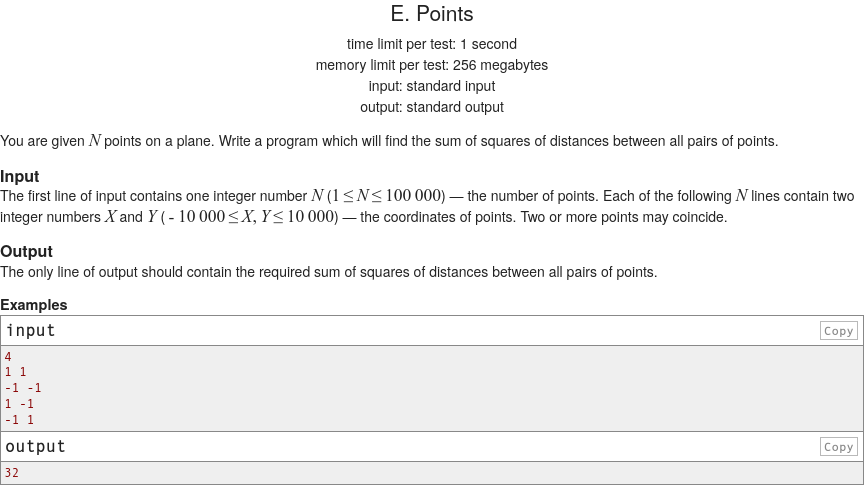 E. Points
time limit per test: 1 second
memory limit per test: 256 megabytes
input: standard input
output: standard output
You are given N points on a plane. Write a program which will find the sum of squares of distances between all pairs of points.
Input
The first line of input contains one integer number N (1 ≤ N ≤ 100 000) — the number of points. Each of the following N lines contain two
integer numbers X and Y ( - 10 000 ≤ X, Y ≤ 10 000) — the coordinates of points. Two or more points may coincide.
Output
The only line of output should contain the required sum of squares of distances between all pairs of points.
Examples
input Copy
4
1 1
-1 -1
1 -1
-1 1
output Copy
32